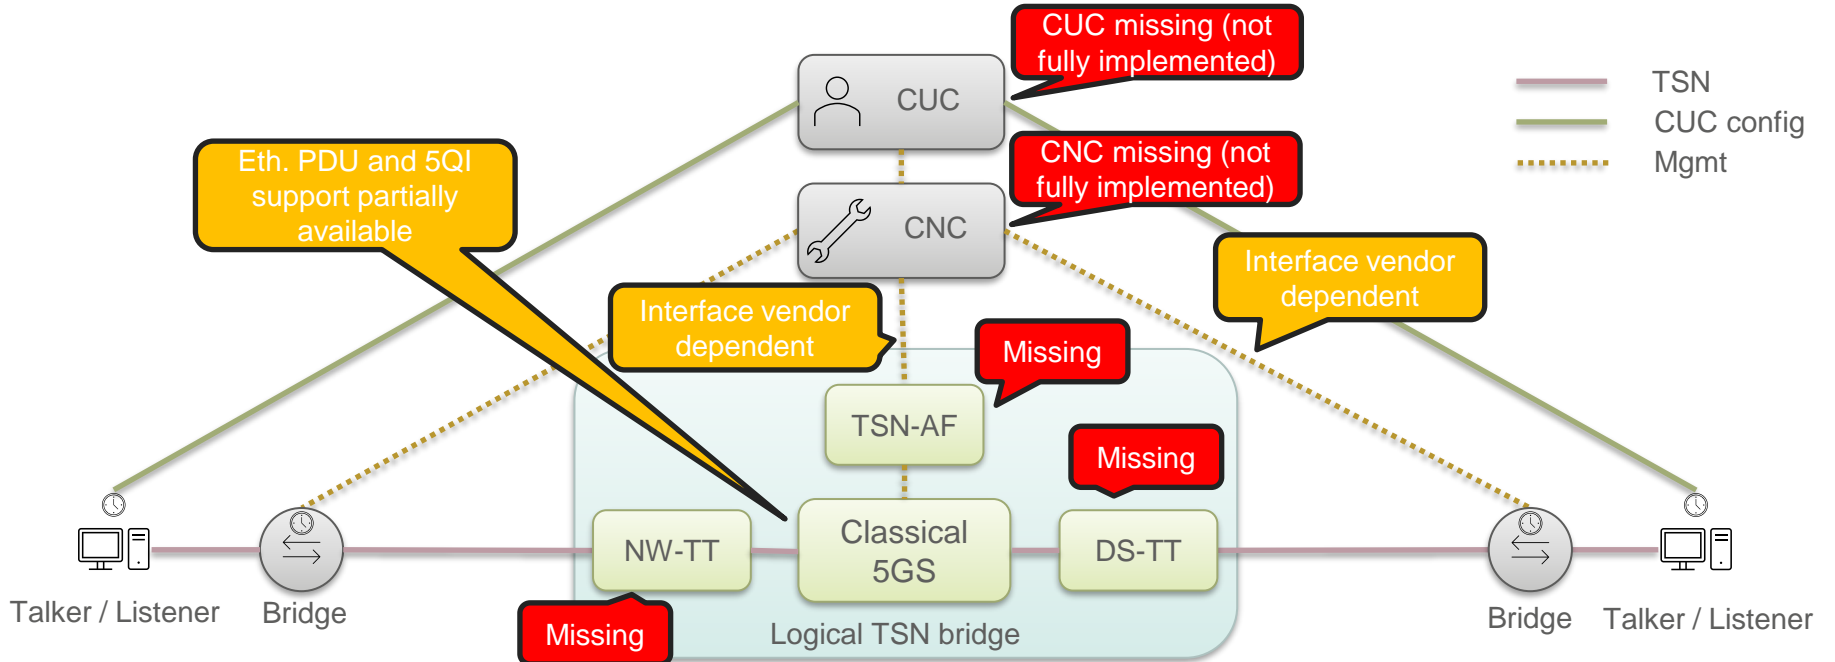 CUC missing (not
fully implemented)
CUC
TSN
CUC config
Mgmt
Eth. PDU and 5QI
support partially
available
CNC missing (not
fully implemented)
CNC
Interface vendor
dependent
Interface vendor
dependent
Missing
TSN-AF
Missing
NW-TT
Classical
5GS
DS-TT
Talker / Listener
Bridge
Missing
Logical TSN bridge
Bridge
Talker / Listener